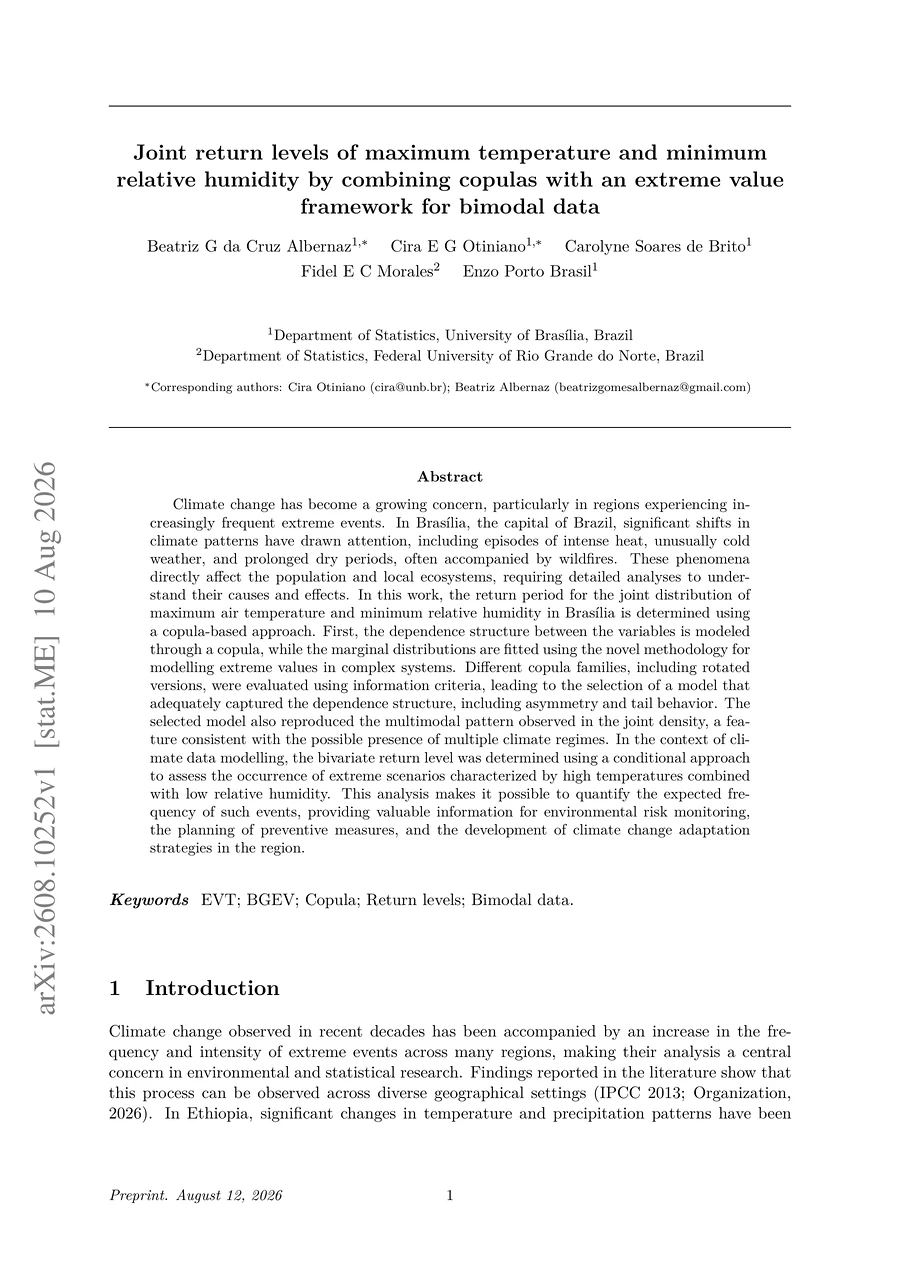 Joint return levels of maximum temperature and minimum
relative humidity by combining copulas with an extreme value
framework for bimodal data
Beatriz G da Cruz Albernaz1,∗ Cira E G Otiniano1,∗ Carolyne Soares de Brito1
Fidel E C Morales2 Enzo Porto Brasil1
1Department of Statistics, University of Brasília, Brazil
2Department of Statistics, Federal University of Rio Grande do Norte, Brazil
∗Corresponding authors: Cira Otiniano (cira@unb.br); Beatriz Albernaz (beatrizgomesalbernaz@gmail.com)
Abstract
Climate change has become a growing concern, particularly in regions experiencing in-
creasingly frequent extreme events. In Brasília, the capital of Brazil, significant shifts in
climate patterns have drawn attention, including episodes of intense heat, unusually cold
weather, and prolonged dry periods, often accompanied by wildfires. These phenomena
directly affect the population and local ecosystems, requiring detailed analyses to under-
stand their causes and effects. In this work, the return period for the joint distribution of
maximum air temperature and minimum relative humidity in Brasília is determined using
a copula-based approach. First, the dependence structure between the variables is modeled
through a copula, while the marginal distributions are fitted using the novel methodology for
modelling extreme values in complex systems. Different copula families, including rotated
versions, were evaluated using information criteria, leading to the selection of a model that
adequately captured the dependence structure, including asymmetry and tail behavior. The
selected model also reproduced the multimodal pattern observed in the joint density, a fea-
ture consistent with the possible presence of multiple climate regimes. In the context of cli-
mate data modelling, the bivariate return level was determined using a conditional approach
to assess the occurrence of extreme scenarios characterized by high temperatures combined
with low relative humidity. This analysis makes it possible to quantify the expected fre-
quency of such events, providing valuable information for environmental risk monitoring,
the planning of preventive measures, and the development of climate change adaptation
strategies in the region.
Keywords EVT; BGEV; Copula; Return levels; Bimodal data.
1 Introduction
Climate change observed in recent decades has been accompanied by an increase in the fre-
quency and intensity of extreme events across many regions, making their analysis a central
concern in environmental and statistical research. Findings reported in the literature show that
this process can be observed across diverse geographical settings (IPCC 2013; Organization,
2026). In Ethiopia, significant changes in temperature and precipitation patterns have been
Preprint. August 12, 2026 1
arXiv:2608.10252v1 [stat.ME] 10 Aug 2026